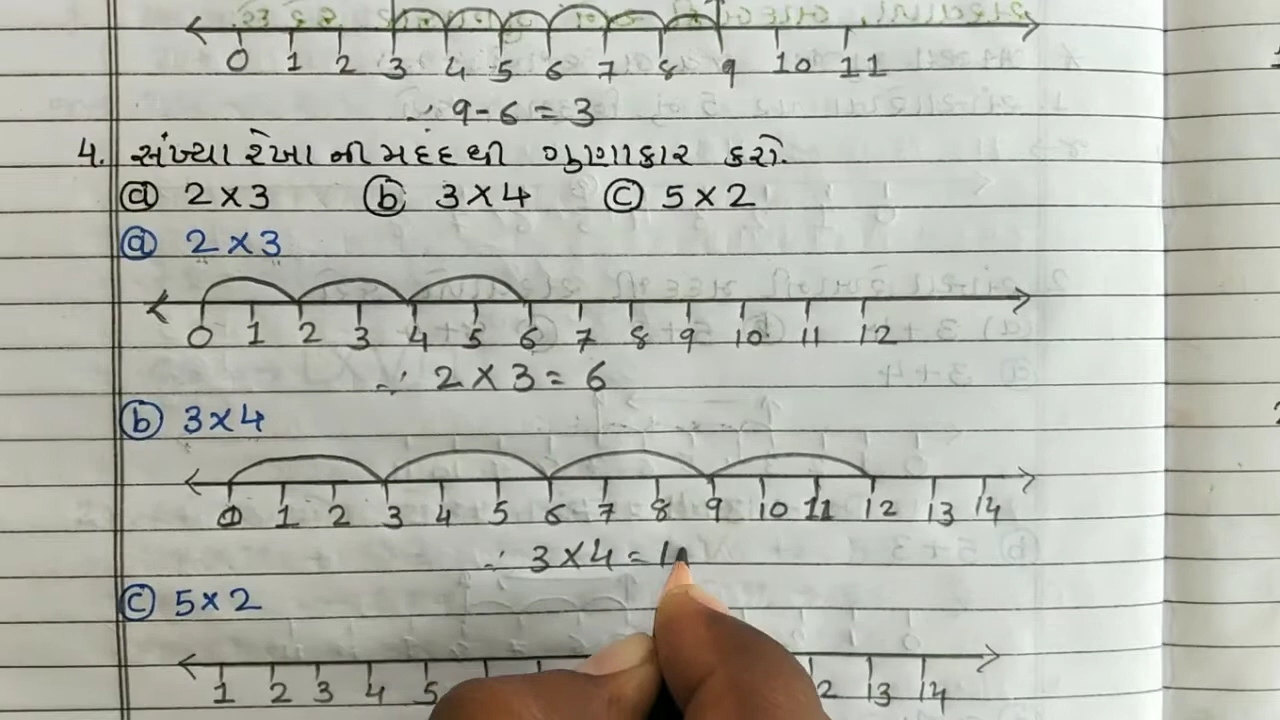 0 1 2 3 4 5 6 7 8 9 10 11
∴ 9-6 = 3
4. સંખ્યા રેખા ની મદદ થી ગુણાકાર કરો.
ⓐ 2×3 ⓑ 3×4 ⓒ 5×2
ⓐ 2×3
0 1 2 3 4 5 6 7 8 9 10 11 12
∴ 2×3 = 6
ⓑ 3×4
0 1 2 3 4 5 6 7 8 9 10 11 12 13 14
∴ 3×4 = 1
ⓒ 5×2
1 2 3 4 5 2 13 14